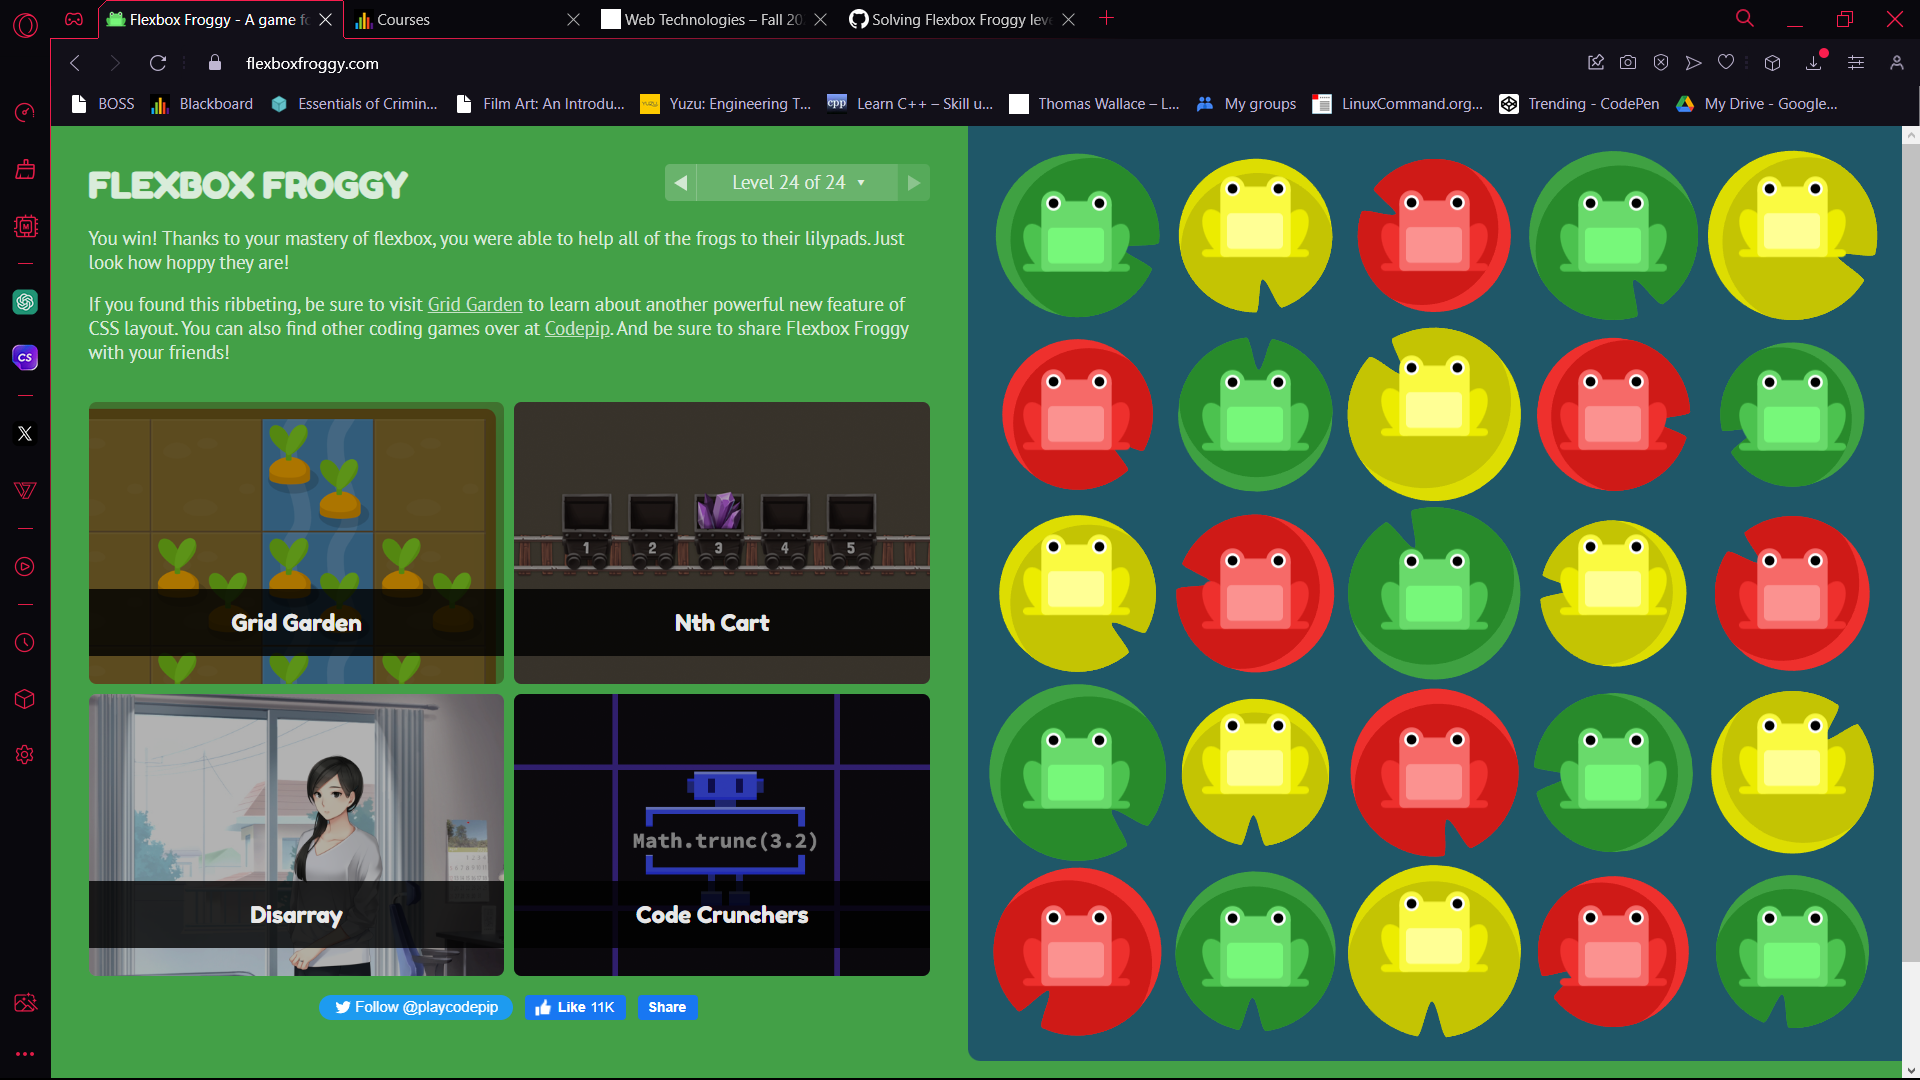 Flexbox Froggy - A game fo
Courses
Web Technologies – Fall 20
Solving Flexbox Froggy leve
flexboxfroggy.com
BOSS
Blackboard
Essentials of Crimin...
Film Art: An Introdu...
YUZU
Yuzu: Engineering T...
cpp
Learn C++ – Skill u...
Thomas Wallace – L...
My groups
LinuxCommand.org...
Trending - CodePen
My Drive - Google...
FLEXBOX FROGGY
Level 24 of 24
You win! Thanks to your mastery of flexbox, you were able to help all of the frogs to their lilypads. Just
look how hoppy they are!
If you found this ribbeting, be sure to visit Grid Garden to learn about another powerful new feature of
CSS layout. You can also find other coding games over at Codepip. And be sure to share Flexbox Froggy
with your friends!
1 2 3 4 5
Grid Garden
Nth Cart
Math.trunc(3.2)
Disarray
Code Crunchers
Follow @playcodepip
Like 11K
Share
M
CS